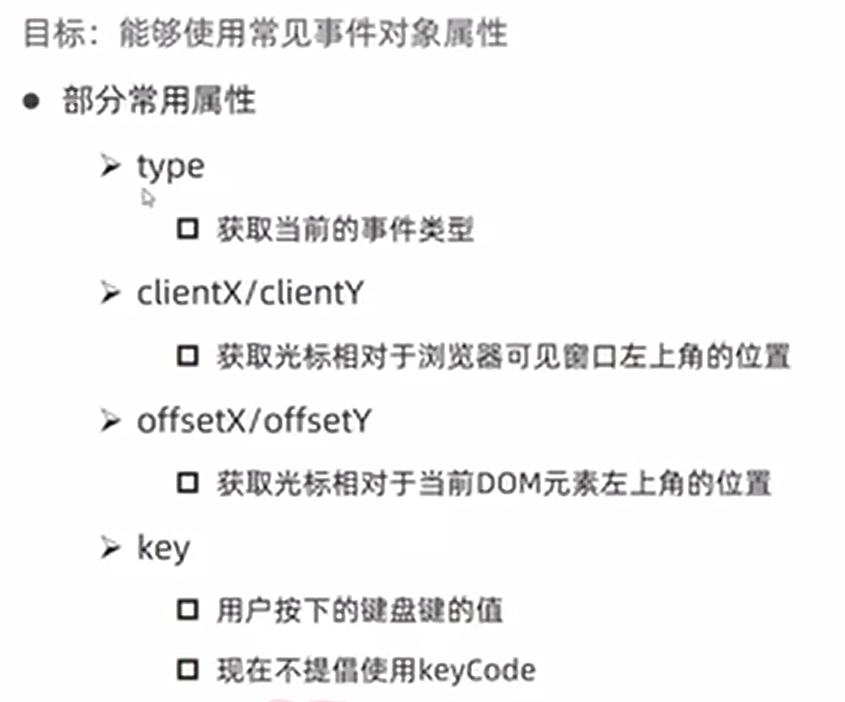 目标：能够使用常见事件对象属性
部分常用属性
type
获取当前的事件类型
clientX/clientY
获取光标相对于浏览器可见窗口左上角的位置
offsetX/offsetY
获取光标相对于当前DOM元素左上角的位置
key
用户按下的键盘键的值
现在不提倡使用keyCode